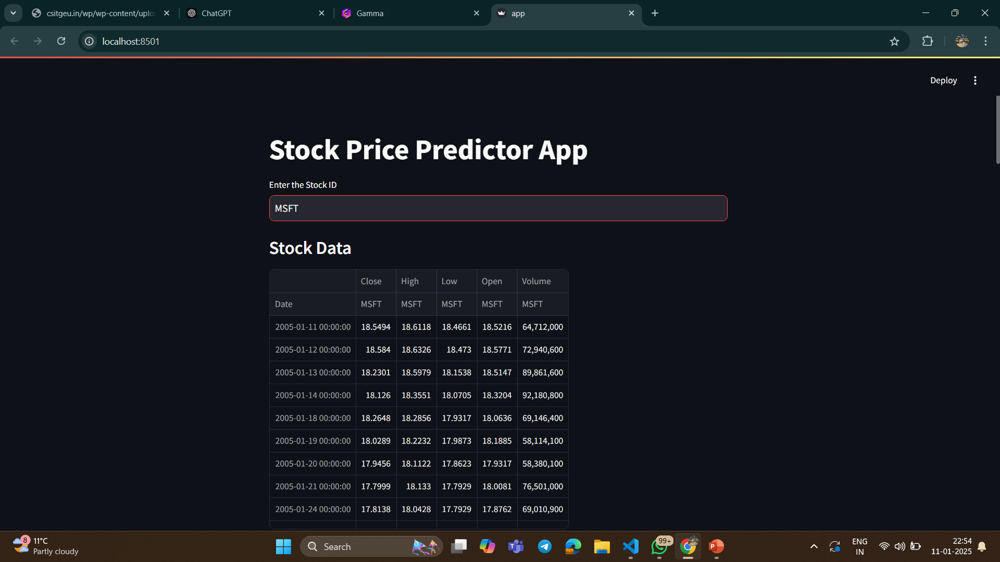 csitgeu.in/wp/wp-content/uplo
ChatGPT
Gamma
app
localhost:8501
Deploy
Stock Price Predictor App
Enter the Stock ID
MSFT
Stock Data
Close High Low Open Volume
Date MSFT MSFT MSFT MSFT MSFT
2005-01-11 00:00:00 18.5494 18.6118 18.4661 18.5216 64,712,000
2005-01-12 00:00:00 18.584 18.6326 18.473 18.5771 72,940,600
2005-01-13 00:00:00 18.2301 18.5979 18.1538 18.5147 89,861,600
2005-01-14 00:00:00 18.126 18.3551 18.0705 18.3204 92,180,800
2005-01-18 00:00:00 18.2648 18.2856 17.9317 18.0636 69,146,400
2005-01-19 00:00:00 18.0289 18.2232 17.9873 18.1885 58,114,100
2005-01-20 00:00:00 17.9456 18.1122 17.8623 17.9317 58,380,100
2005-01-21 00:00:00 17.7999 18.133 17.7929 18.0081 76,501,000
2005-01-24 00:00:00 17.8138 18.0428 17.7929 17.8762 69,010,900
8
11°C
Partly cloudy
Search
99+
ENG
IN
22:54
11-01-2025